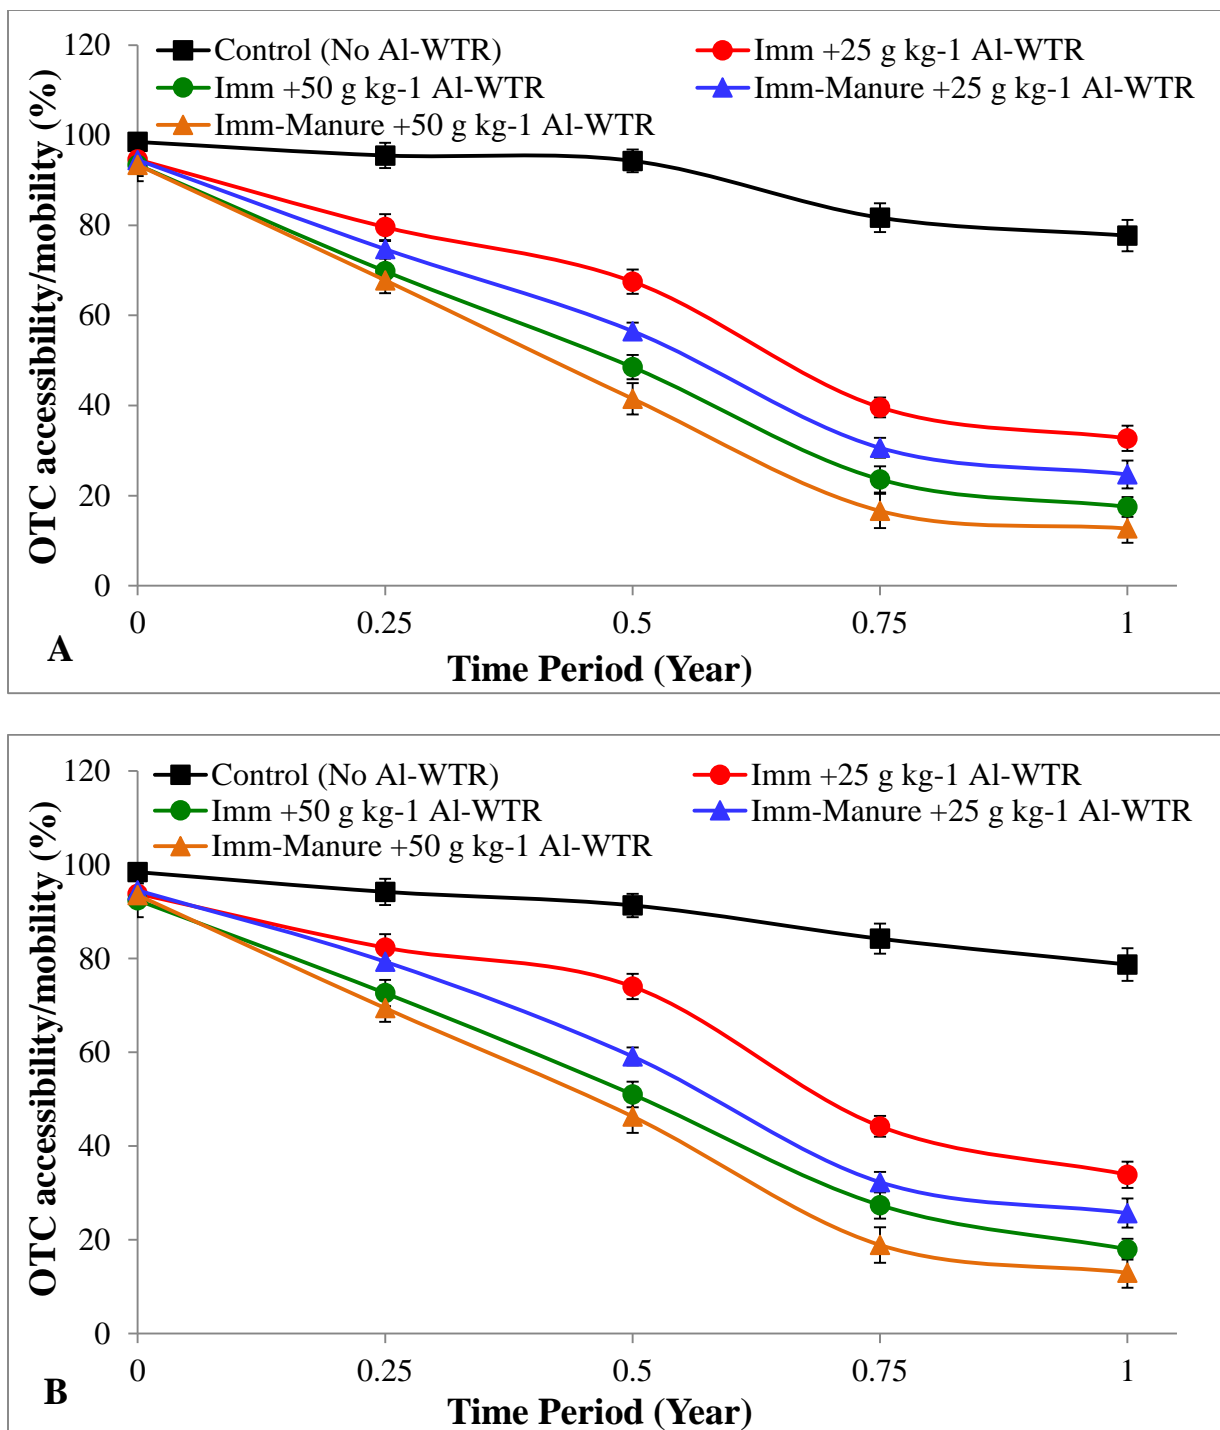 120
Control (No Al-WTR)
Imm +25 g kg-1 Al-WTR
Imm +50 g kg-1 Al-WTR
Imm-Manure +25 g kg-1 Al-WTR
Imm-Manure +50 g kg-1 Al-WTR
100
80
60
40
20
0
OTC accessibility/mobility (%)
0 0.25 0.5 0.75 1
A
Time Period (Year)
120
Control (No Al-WTR)
Imm +25 g kg-1 Al-WTR
Imm +50 g kg-1 Al-WTR
Imm-Manure +25 g kg-1 Al-WTR
Imm-Manure +50 g kg-1 Al-WTR
100
80
60
40
20
0
OTC accessibility/mobility (%)
0 0.25 0.5 0.75 1
B
Time Period (Year)